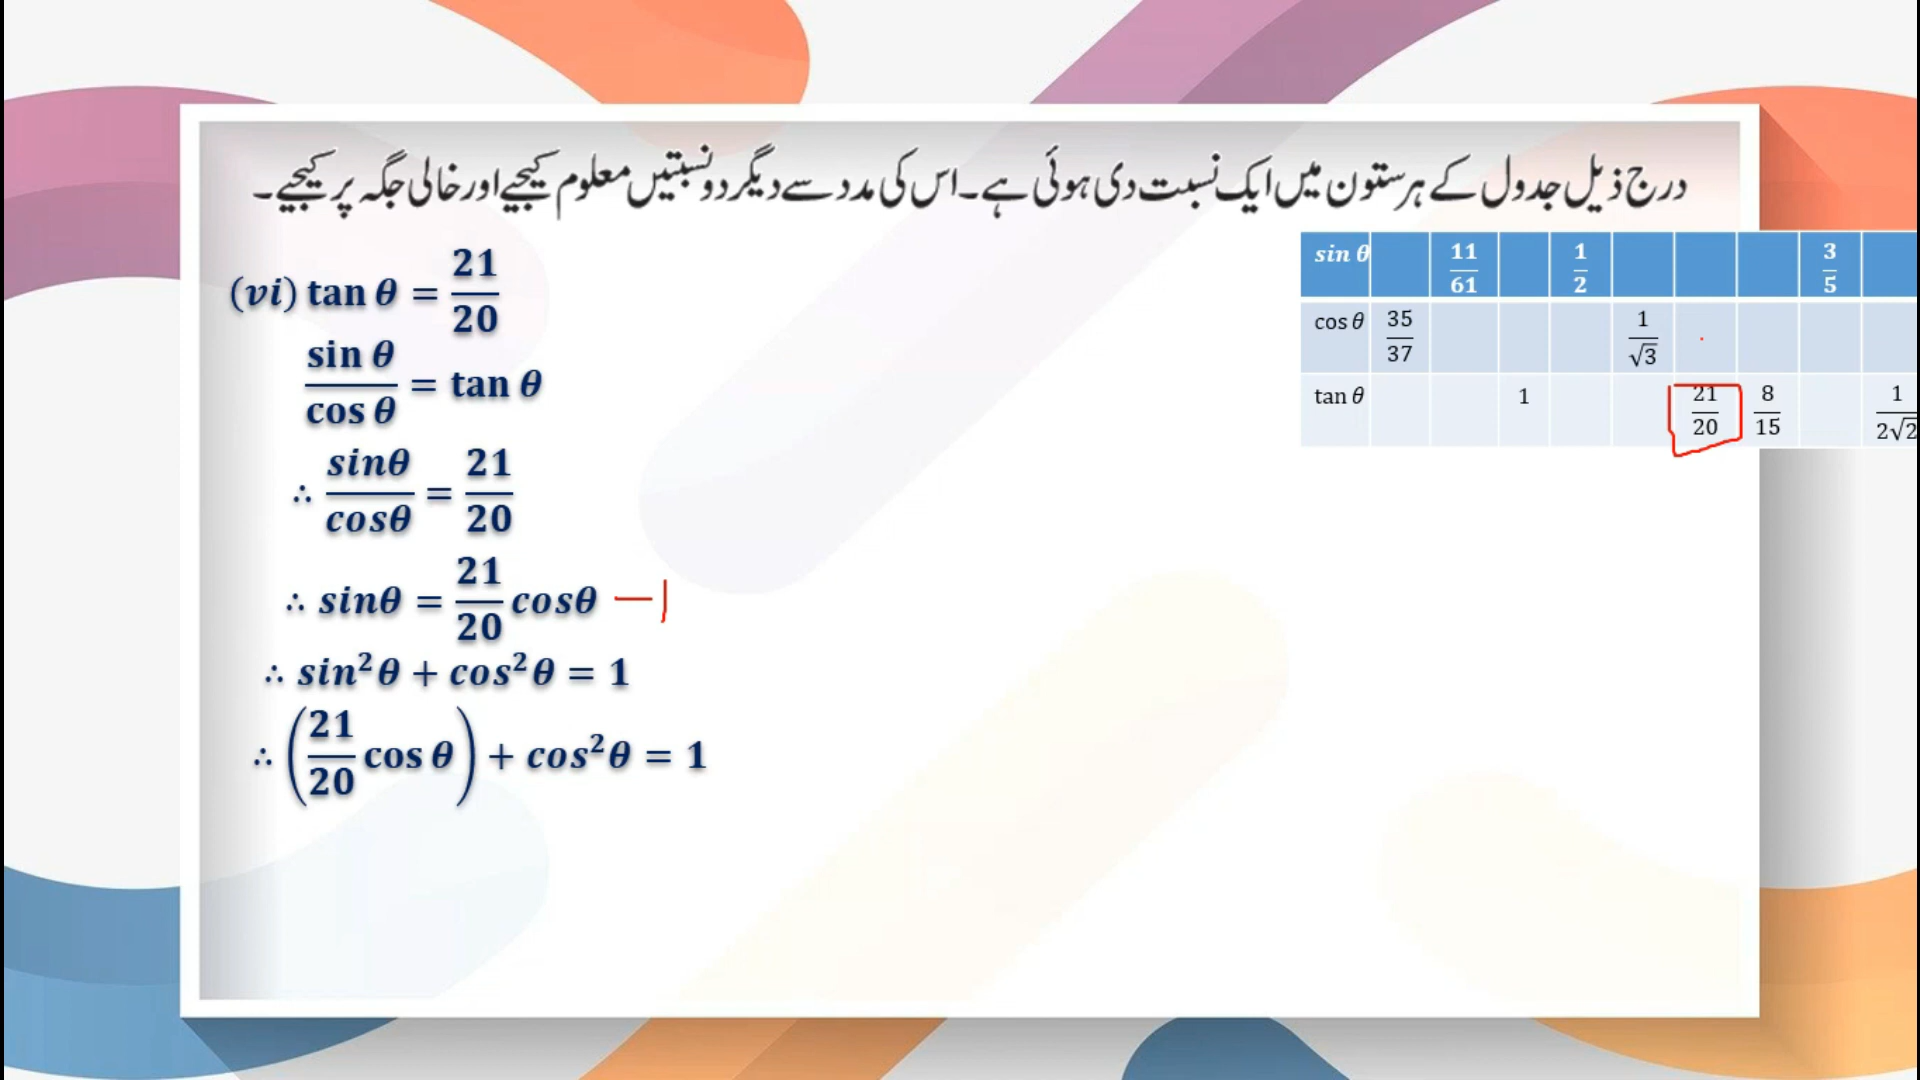 درج ذیل جدول کے ہر ستون میں ایک نسبت دی ہوئی ہے۔ اس کی مدد سے دیگر دو نسبتیں معلوم کیجیے اور خالی جگہ پر کیجیے۔
(vi) tan θ = 21/20
sin θ/cos θ = tan θ
∴ sinθ/cosθ = 21/20
∴ sinθ = 21/20 cosθ —1
∴ sin²θ + cos²θ = 1
∴ (21/20 cos θ) + cos²θ = 1
sin θ 11/61 1/2 3/5
cos θ 35/37 1/√3
tan θ 1 21/20 8/15 1/2√2